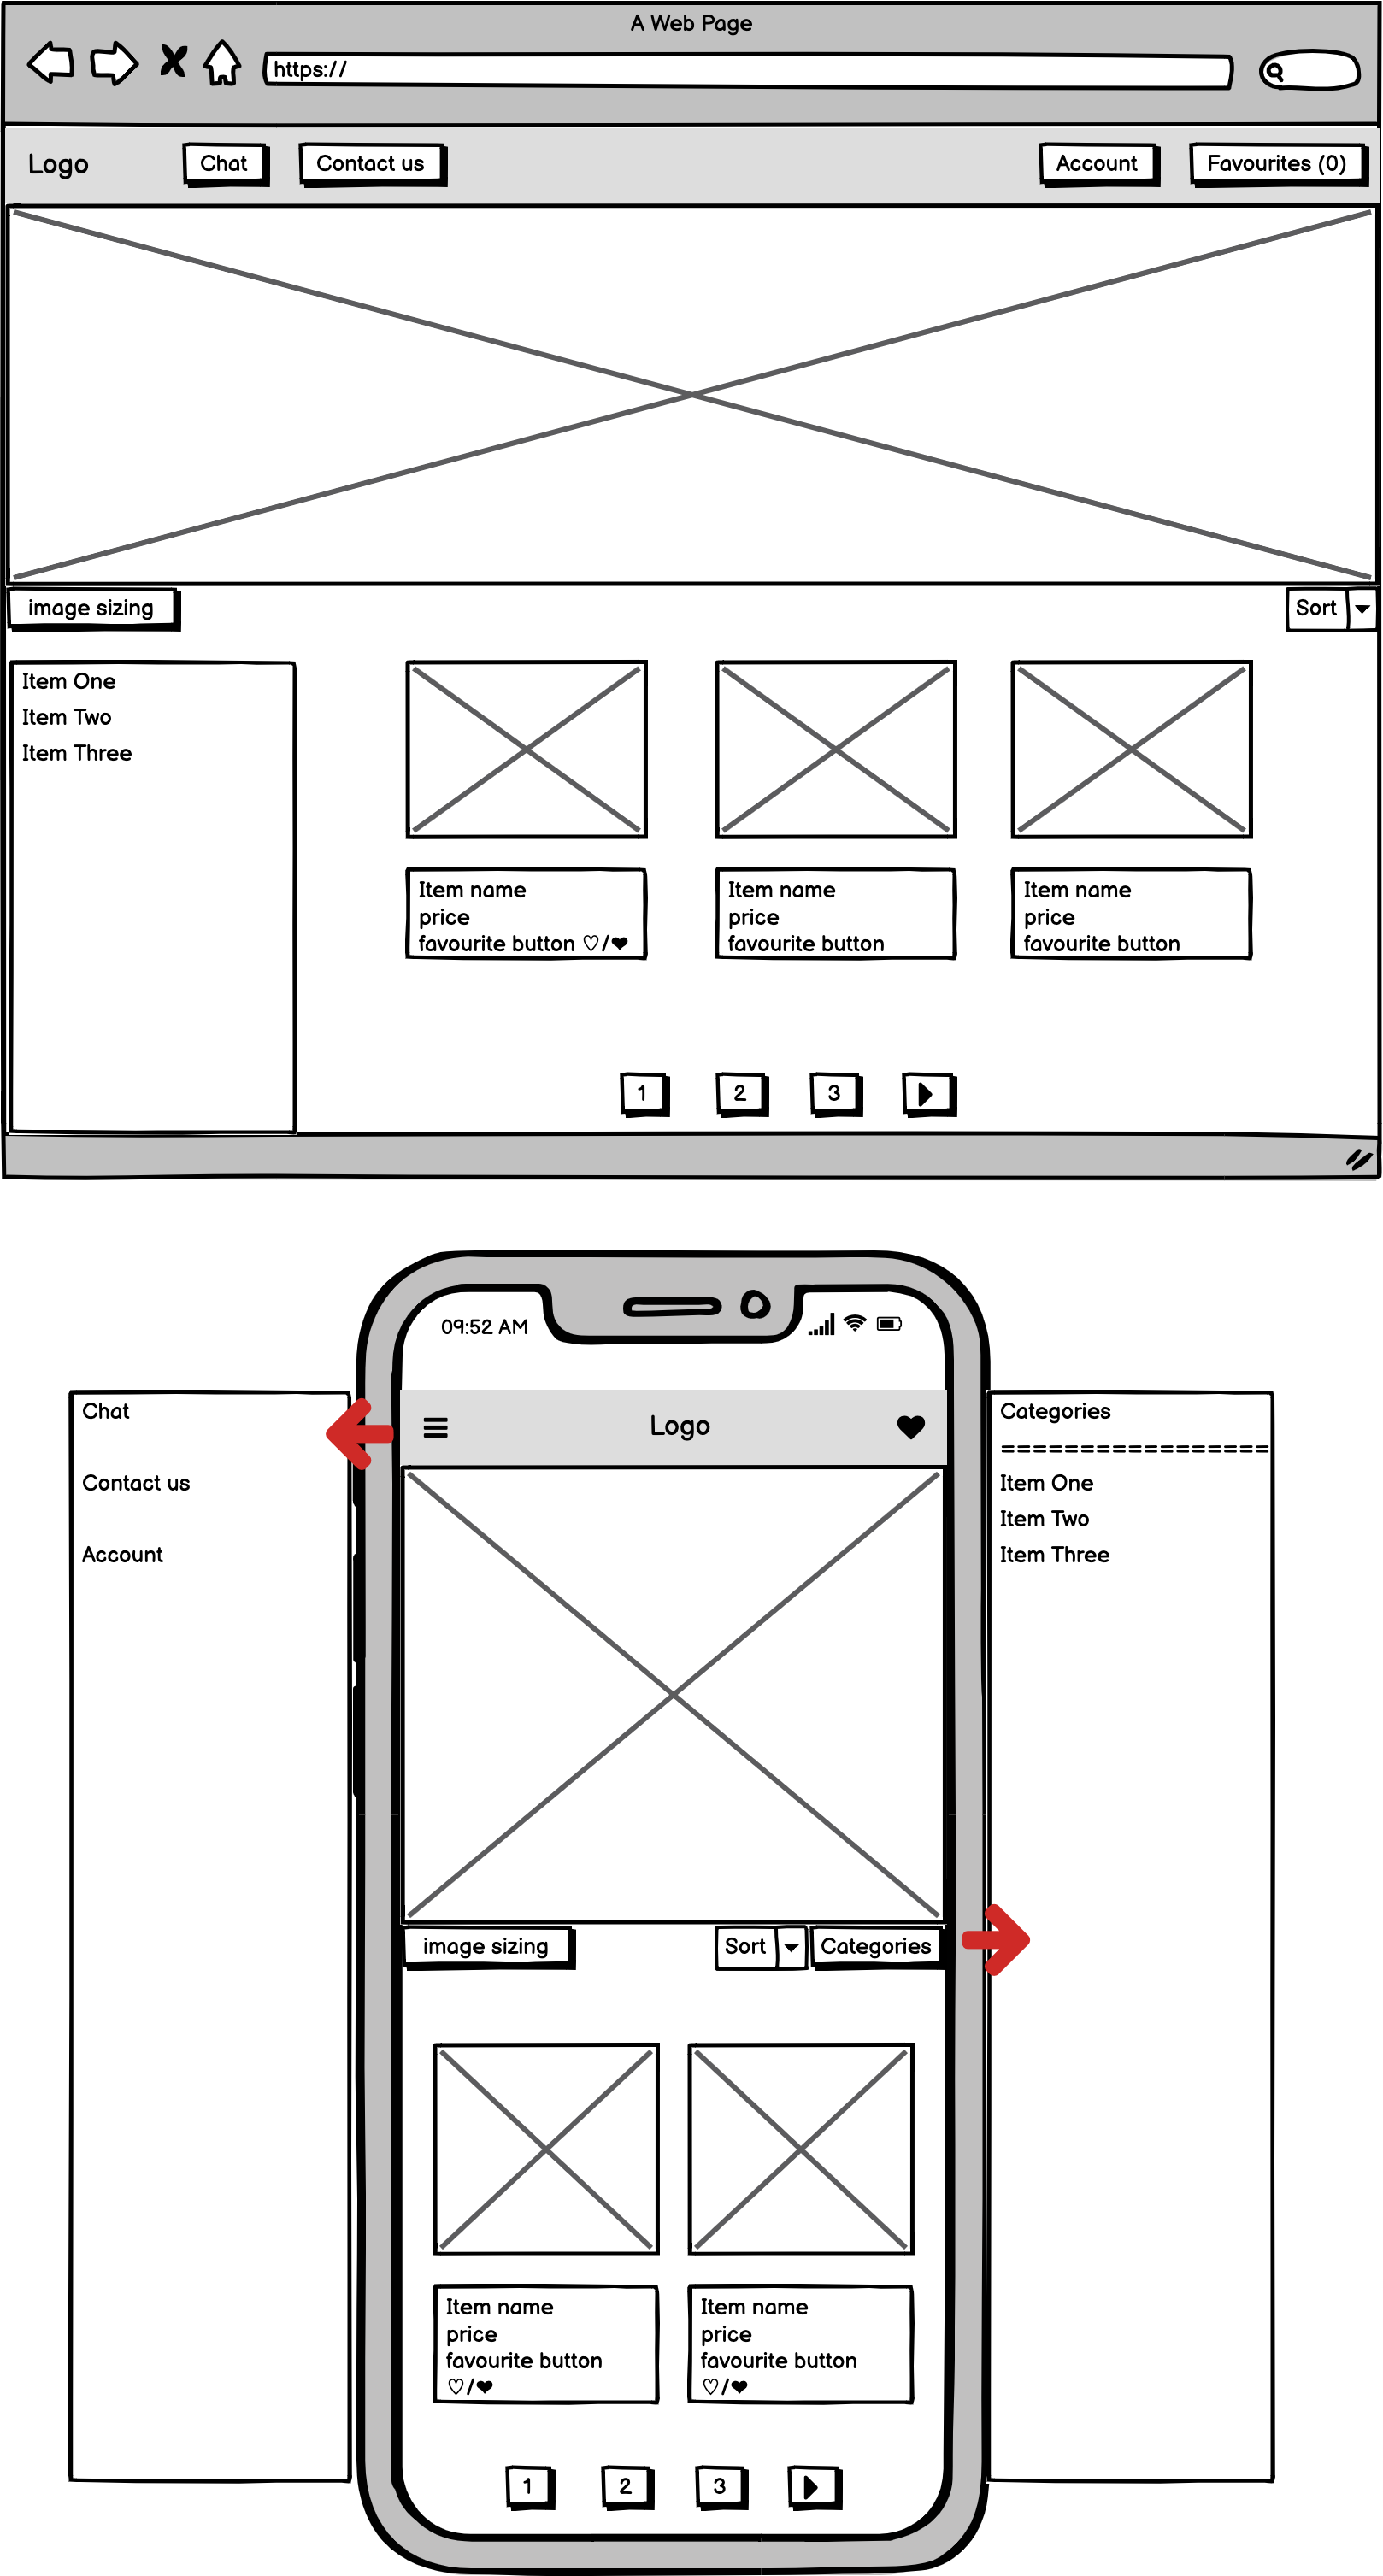 A Web Page
https://
Logo Chat Contact us Account Favourites (0)
image sizing Sort
Item One
Item Two
Item Three
Item name
price
favourite button ♡/❤
Item name
price
favourite button
Item name
price
favourite button
1 2 3
09:52 AM
Logo
Chat
Contact us
Account
Categories
=================
Item One
Item Two
Item Three
image sizing Sort Categories
Item name
price
favourite button
♡/❤
Item name
price
favourite button
♡/❤
1 2 3